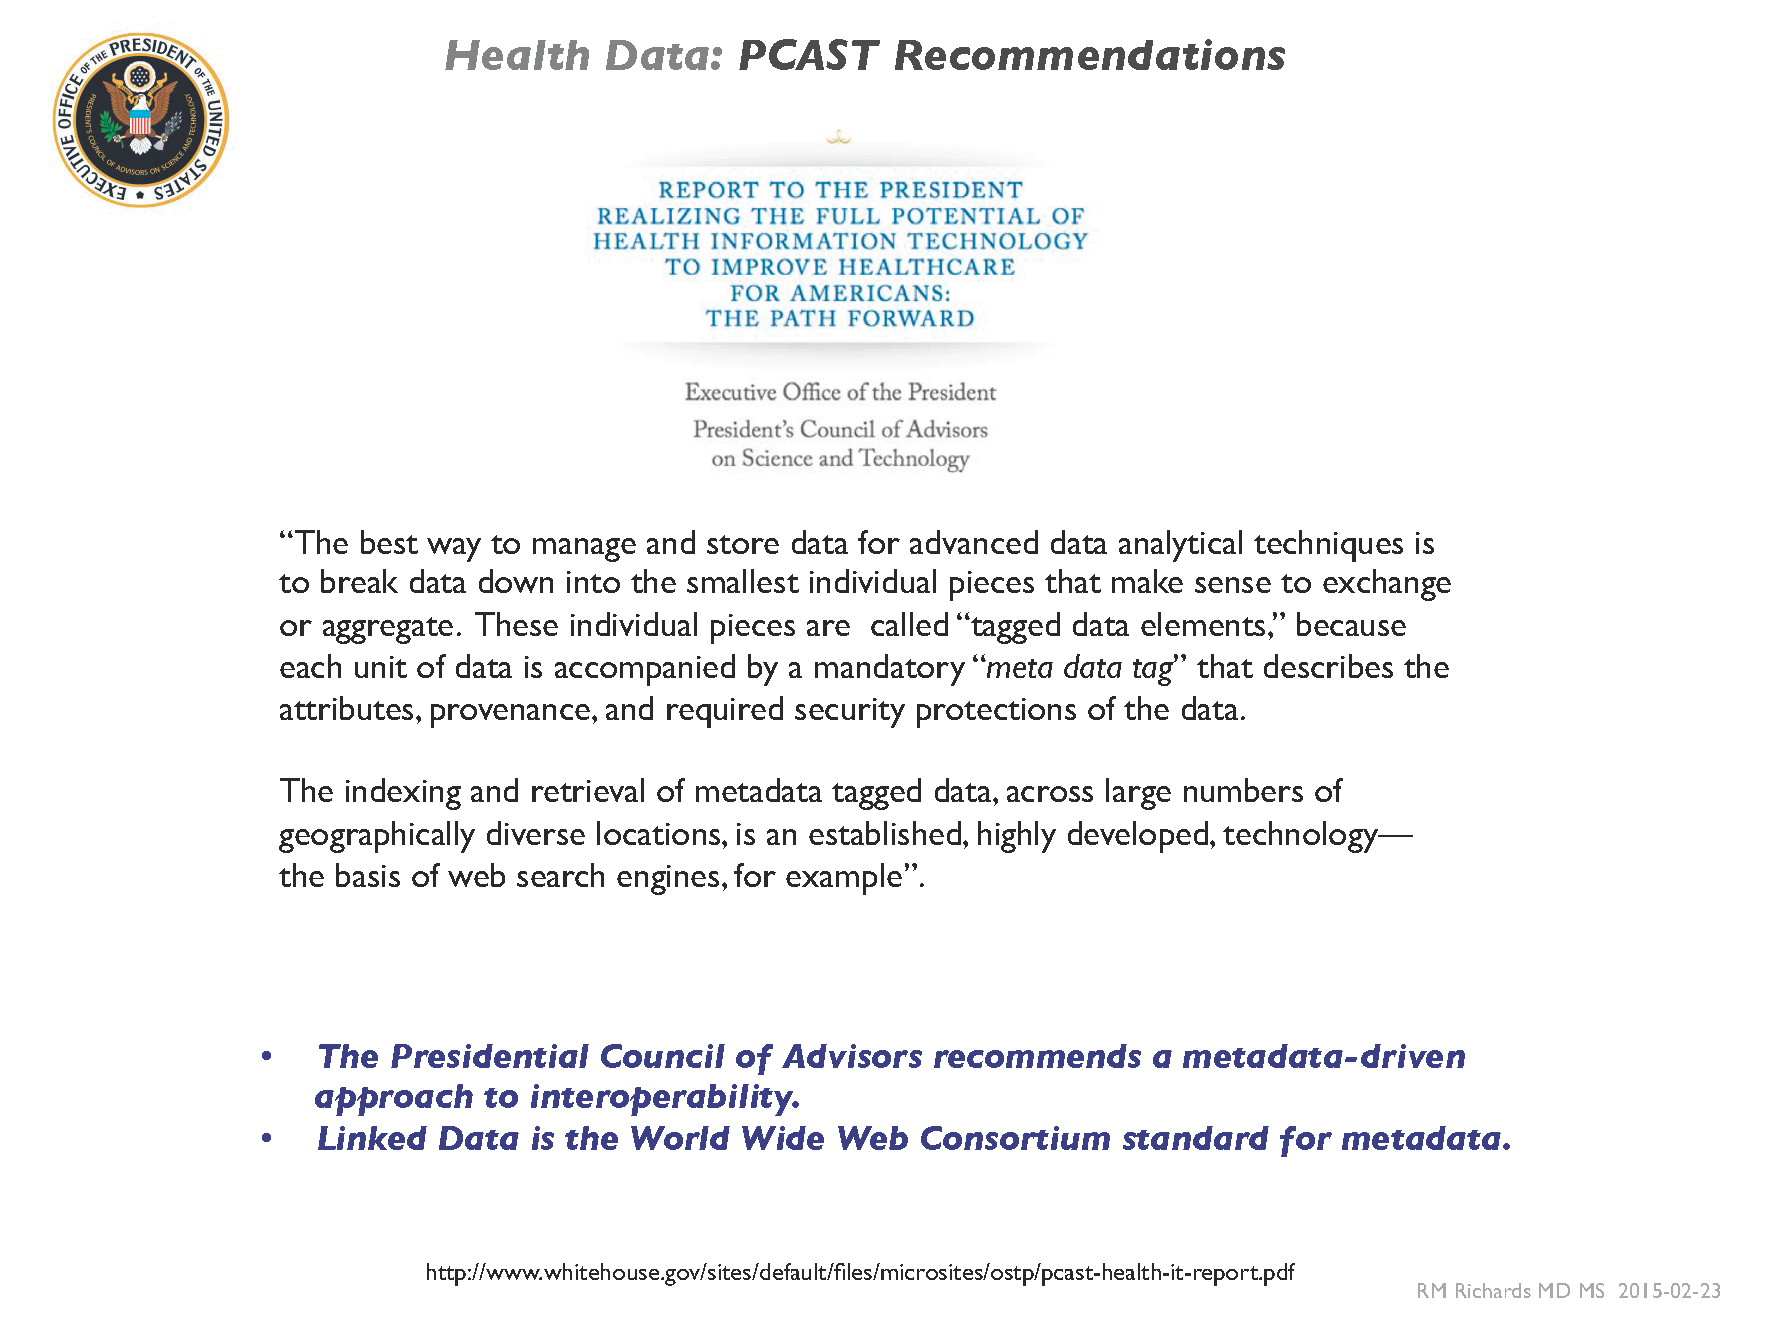 EXECUTIVE OFFICE OF THE PRESIDENT OF THE UNITED STATES
PRESIDENT'S COUNCIL OF ADVISORS ON SCIENCE AND TECHNOLOGY
Health Data: PCAST Recommendations
REPORT TO THE PRESIDENT
REALIZING THE FULL POTENTIAL OF
HEALTH INFORMATION TECHNOLOGY
TO IMPROVE HEALTHCARE
FOR AMERICANS:
THE PATH FORWARD
Executive Office of the President
President’s Council of Advisors
on Science and Technology
“The best way to manage and store data for advanced data analytical techniques is
to break data down into the smallest individual pieces that make sense to exchange
or aggregate. These individual pieces are called “tagged data elements,” because
each unit of data is accompanied by a mandatory “meta data tag” that describes the
attributes, provenance, and required security protections of the data.
The indexing and retrieval of metadata tagged data, across large numbers of
geographically diverse locations, is an established, highly developed, technology—
the basis of web search engines, for example”.
• The Presidential Council of Advisors recommends a metadata-driven
approach to interoperability.
• Linked Data is the World Wide Web Consortium standard for metadata.
http://www.whitehouse.gov/sites/default/files/microsites/ostp/pcast-health-it-report.pdf
RM Richards MD MS 2015-02-23